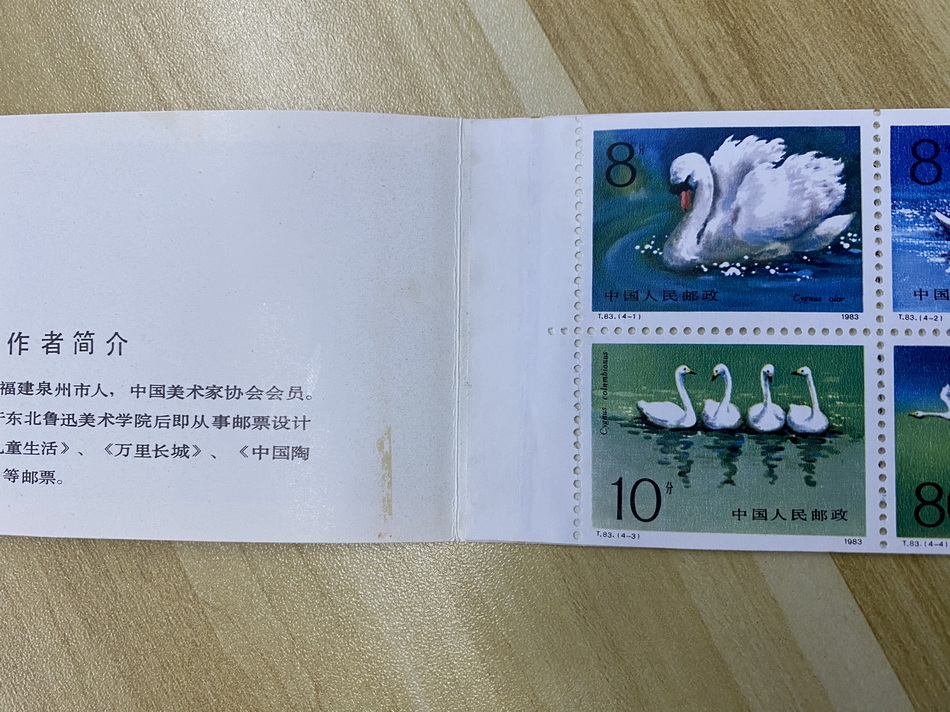 作者简介
福建泉州市人，中国美术家协会会员。
东北鲁迅美术学院后即从事邮票设计
童生活》、《万里长城》、《中国陶
等邮票。
8分
中国人民邮政
Cygnus olor
T.83.(4-1)
1983
8
中国
T.83.(4-2)
Cygnus columbianus
10分
中国人民邮政
T.83.(4-3)
1983
8
T.83.(4-4)